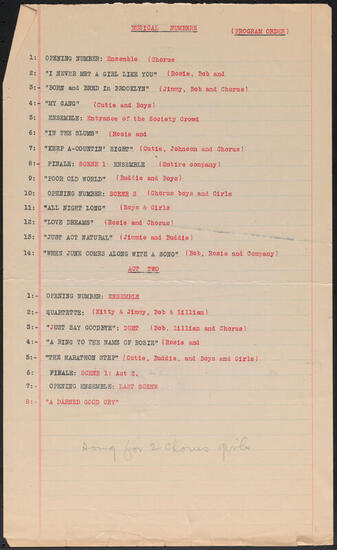 MUSICAL NUMBERS (PROGRAM ORDER)
1: OPENING NUMBER: Ensemble (Chorus
2:- "I NEVER MET A GIRL LIKE YOU" (Rosie, Bob and
3:- "BORN and BRED In BROOKLYN" (Jimmy, Bob and Chorus)
4:- "MY GANG" (Cutie and Boys)
5: ENSEMBLE: Entrance of the Society Crowd
6: "IN THE SLUMS" (Rosie and
7: "KEEP A-COUNTIN' EIGHT" (Cutie, Johnson and Chorus)
8: FINALE: SCENE 1: ENSEMBLE (Entire company)
9: "POOR OLD WORLD" (Buddie and Boys)
10: OPENING NUMBER: SCENE 2 (Chorus boys and Girls
11: "ALL NIGHT LONG" (Boys & Girls
12: "LOVE DREAMS" (Rosie and Chorus)
13: "JUST ACT NATURAL" (Jimmie and Buddie)
14: "WHEN JUNE COMES ALONG WITH A SONG" (Bob, Rosie and Company)
ACT TWO
1:- OPENING NUMBER: ENSEMBLE
2:- QUARTETTE: (Kitty & Jimmy, Bob & Lillian)
3:- "JUST SAY GOODBYE": DUET (Bob, Lillian and Chorus)
4:- "A RING TO THE NAME OF ROSIE" (Rosie and
5:- "THE MARATHON STEP" (Cutie, Buddie, and Boys and Girls)
6: FINALE: SCENE 1: Act 2.
7:- OPENING ENSEMBLE: LAST SCENE
8:- "A DARNED GOOD CRY"
Song for 2 Chorus girls